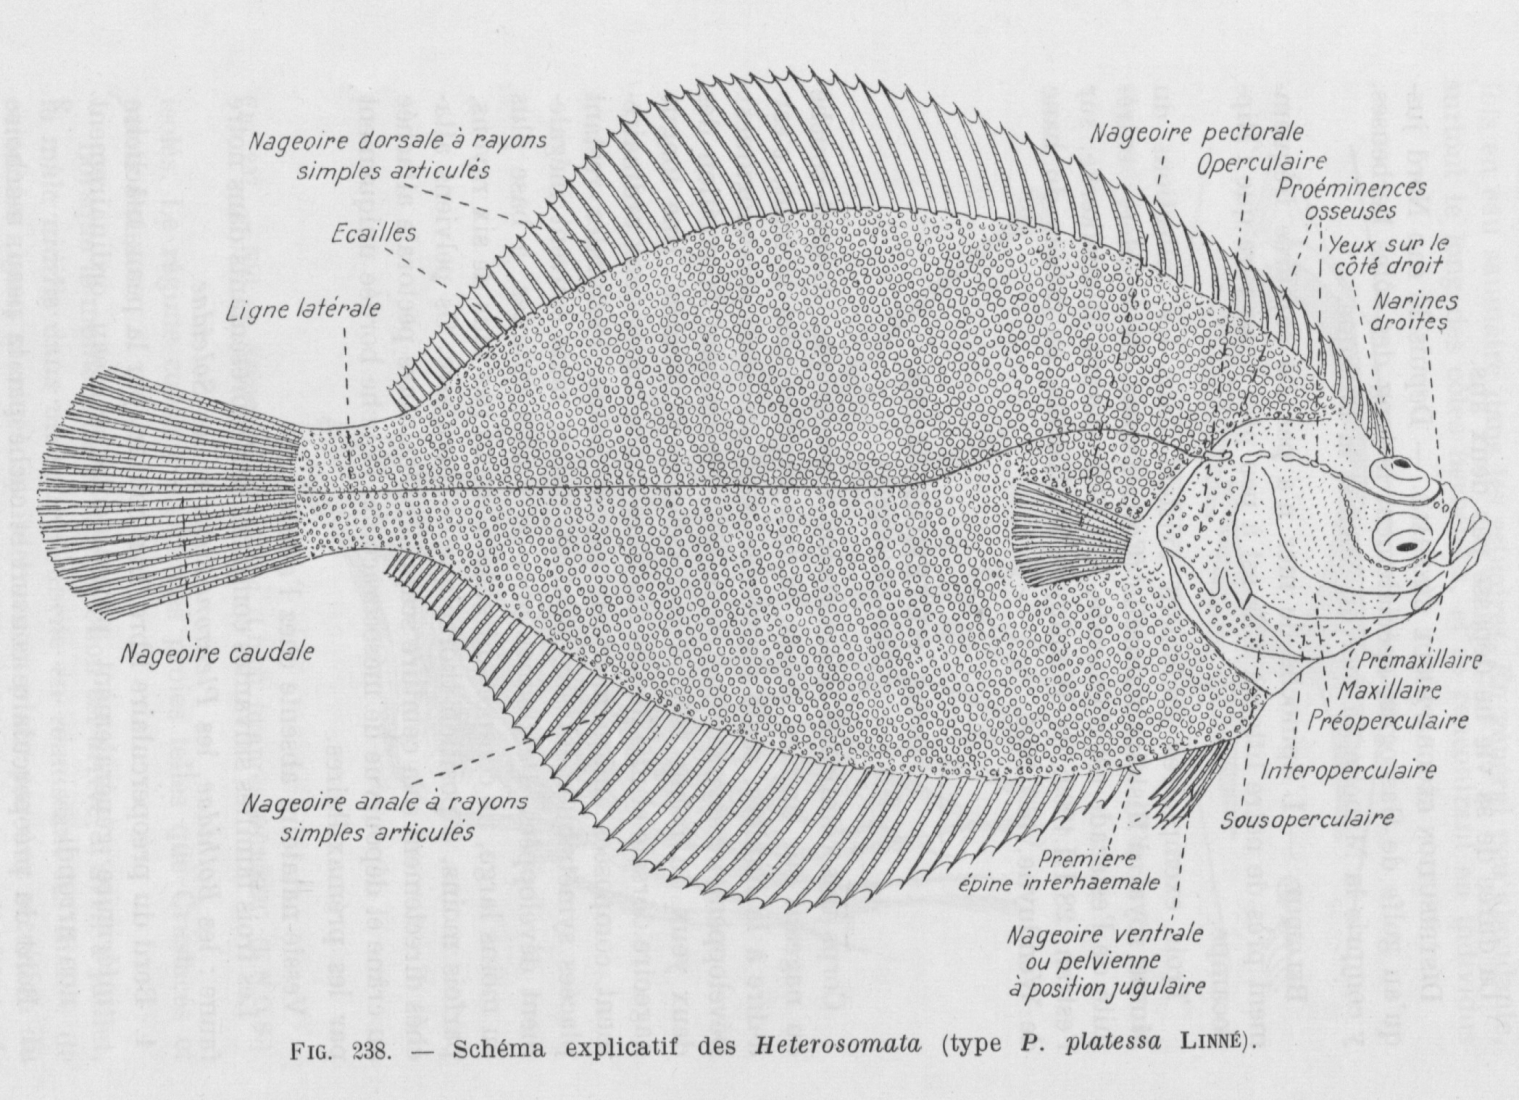 Nageoire dorsale à rayons
simples articulés
Ecailles
Ligne latérale
Nageoire caudale
Nageoire anale à rayons
simples articulés
Nageoire pectorale
Operculaire
Proéminences
osseuses
Yeux sur le
côté droit
Narines
droites
Prémaxillaire
Maxillaire
Préoperculaire
Interoperculaire
Sousoperculaire
Première
épine interhaemale
Nageoire ventrale
ou pelvienne
à position jugulaire
FIG. 238. — Schéma explicatif des Heterosomata (type P. platessa LINNÉ).